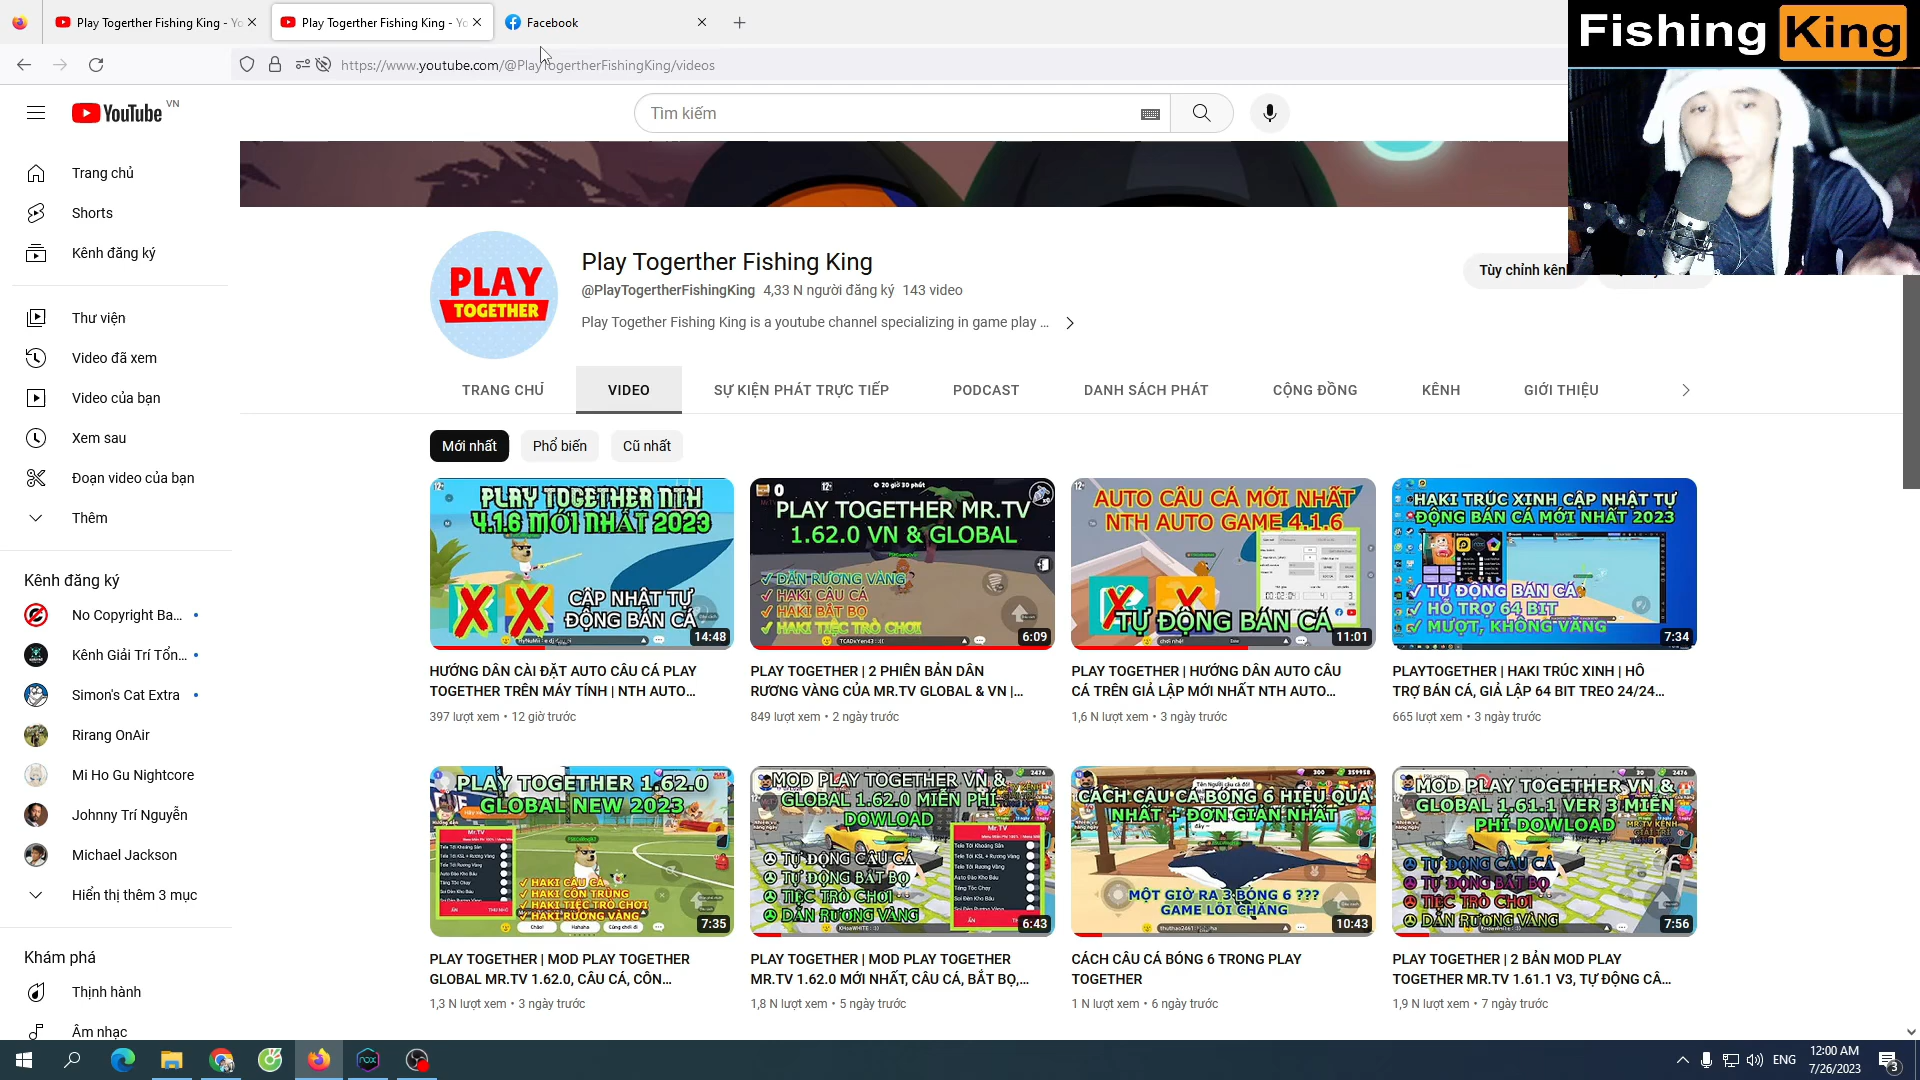 Play Togerther Fishing King - Yo
Play Togerther Fishing King - Yo
Facebook
Fishing King
https://www.youtube.com/@PlayTogertherFishingKing/videos
YouTube VN
Tìm kiếm
Trang chủ
Shorts
Kênh đăng ký
Thư viện
Video đã xem
Video của bạn
Xem sau
Đoạn video của bạn
Thêm
Kênh đăng ký
No Copyright Ba...
Kênh Giải Trí Tổn...
Simon's Cat Extra
Rirang OnAir
Mi Ho Gu Nightcore
Johnny Trí Nguyễn
Michael Jackson
Hiển thị thêm 3 mục
Khám phá
Thịnh hành
Âm nhạc
PLAY
TOGETHER
Play Togerther Fishing King
@PlayTogertherFishingKing 4,33 N người đăng ký 143 video
Play Together Fishing King is a youtube channel specializing in game play ...
Tùy chỉnh kênh
TRANG CHỦ
VIDEO
SỰ KIỆN PHÁT TRỰC TIẾP
PODCAST
DANH SÁCH PHÁT
CỘNG ĐỒNG
KÊNH
GIỚI THIỆU
Mới nhất
Phổ biến
Cũ nhất
PLAY TOGETHER NTH
4.1.6 MỚI NHẤT 2023
CẬP NHẬT TỰ
ĐỘNG BÁN CÁ
14:48
HƯỚNG DẪN CÀI ĐẶT AUTO CÂU CÁ PLAY
TOGETHER TRÊN MÁY TÍNH | NTH AUTO...
397 lượt xem • 12 giờ trước
20 giờ 30 phút
PLAY TOGETHER MR.TV
1.62.0 VN & GLOBAL
✓ DÁN RƯƠNG VÀNG
✓ HAKI CÂU CÁ
✓ HAKI BẮT BỌ
✓ HAKI TIỆC TRÒ CHƠI
6:09
PLAY TOGETHER | 2 PHIÊN BẢN DÁN
RƯƠNG VÀNG CỦA MR.TV GLOBAL & VN |...
849 lượt xem • 2 ngày trước
AUTO CÂU CÁ MỚI NHẤT
NTH AUTO GAME 4.1.6
TỰ ĐỘNG BÁN CÁ
11:01
PLAY TOGETHER | HƯỚNG DẪN AUTO CÂU
CÁ TRÊN GIẢ LẬP MỚI NHẤT NTH AUTO...
1,6 N lượt xem • 3 ngày trước
HAKI TRÚC XINH CẬP NHẬT TỰ
ĐỘNG BÁN CÁ MỚI NHẤT 2023
✓ TỰ ĐỘNG BÁN CÁ
✓ HỖ TRỢ 64 BIT
✓ MƯỢT, KHÔNG VĂNG
7:34
PLAYTOGETHER | HAKI TRÚC XINH | HỖ
TRỢ BÁN CÁ, GIẢ LẬP 64 BIT TREO 24/24...
665 lượt xem • 3 ngày trước
PLAY TOGETHER 1.62.0
GLOBAL NEW 2023
Mr.TV
✓ HAKI CÂU CÁ
✓ HAKI CÔN TRÙNG
✓ HAKI TIỆC TRÒ CHƠI
✓ HAKI RƯƠNG VÀNG
7:35
PLAY TOGETHER | MOD PLAY TOGETHER
GLOBAL MR.TV 1.62.0, CÂU CÁ, CÔN...
1,3 N lượt xem • 3 ngày trước
MOD PLAY TOGETHER VN &
GLOBAL 1.62.0 MIỄN PHÍ
DOWLOAD
Mr.TV
TỰ ĐỘNG CÂU CÁ
TỰ ĐỘNG BẮT BỌ
TIỆC TRÒ CHƠI
DÁN RƯƠNG VÀNG
6:43
PLAY TOGETHER | MOD PLAY TOGETHER
MR.TV 1.62.0 MỚI NHẤT, CÂU CÁ, BẮT BỌ,...
1,8 N lượt xem • 5 ngày trước
CÁCH CÂU CÁ BÓNG 6 HIỆU QUẢ
NHẤT + ĐƠN GIẢN NHẤT
MỘT GIỜ RA 3 BÓNG 6 ???
GAME LỖI CHĂNG
10:43
CÁCH CÂU CÁ BÓNG 6 TRONG PLAY
TOGETHER
1 N lượt xem • 6 ngày trước
MOD PLAY TOGETHER VN &
GLOBAL 1.61.1 VER 3 MIỄN
PHÍ DOWLOAD
TỰ ĐỘNG CÂU CÁ
TỰ ĐỘNG BẮT BỌ
TIỆC TRÒ CHƠI
DÁN RƯƠNG VÀNG
7:56
PLAY TOGETHER | 2 BẢN MOD PLAY
TOGETHER MR.TV 1.61.1 V3, TỰ ĐỘNG CÂ...
1,9 N lượt xem • 7 ngày trước
ENG
12:00 AM
7/26/2023
3